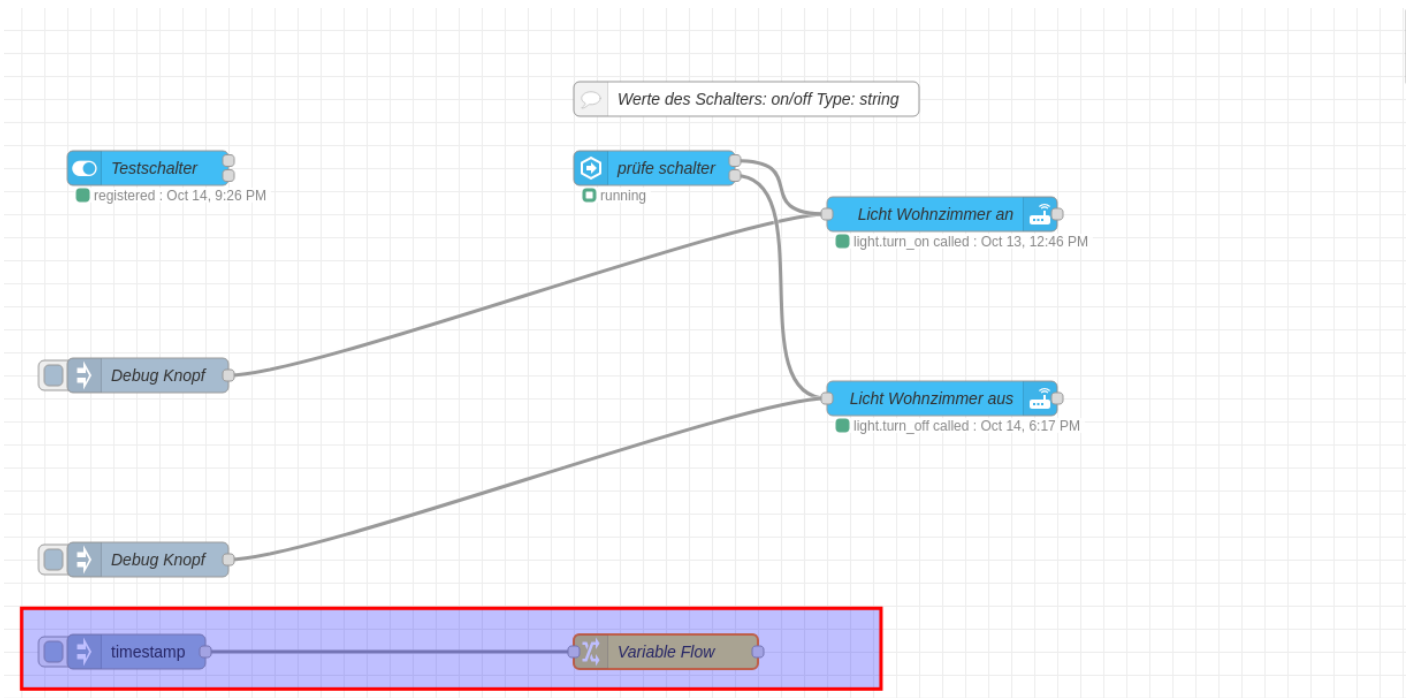 Werte des Schalters: on/off Type: string
Testschalter
registered : Oct 14, 9:26 PM
prüfe schalter
running
Licht Wohnzimmer an
light.turn_on called : Oct 13, 12:46 PM
Debug Knopf
Licht Wohnzimmer aus
light.turn_off called : Oct 14, 6:17 PM
Debug Knopf
timestamp
Variable Flow